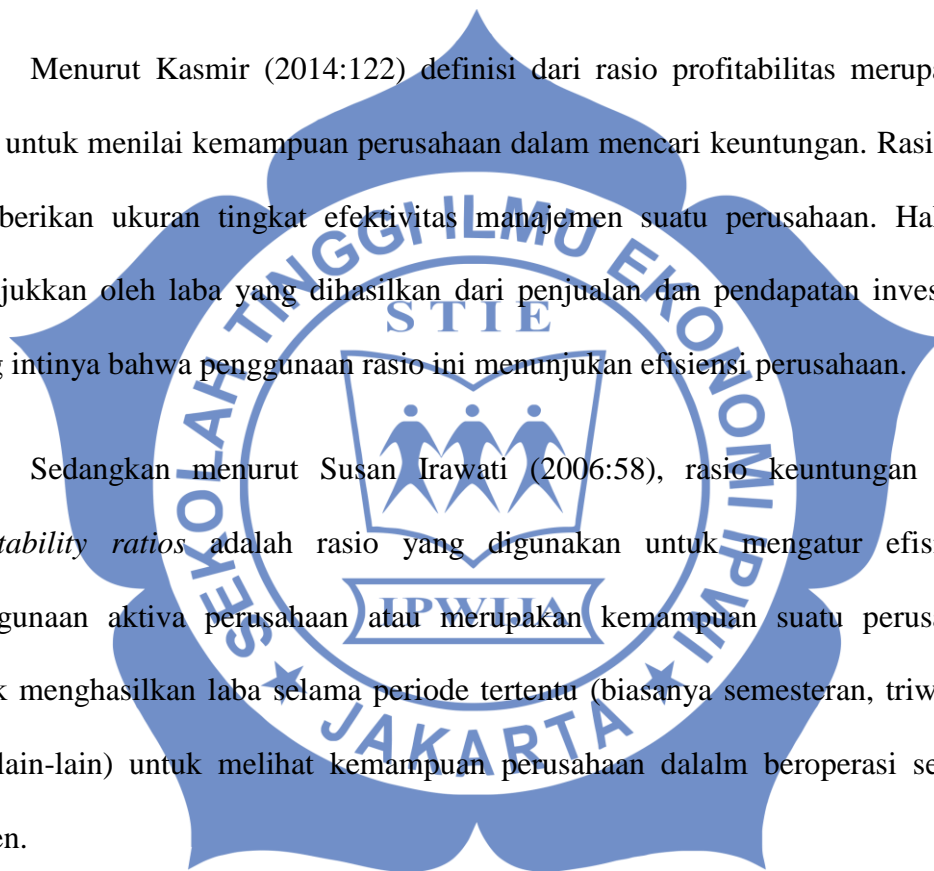 Menurut Kasmir (2014:122) definisi dari rasio profitabilitas merupa
untuk menilai kemampuan perusahaan dalam mencari keuntungan. Rasi
berikan ukuran tingkat efektivitas manajemen suatu perusahaan. Hal
jukkan oleh laba yang dihasilkan dari penjualan dan pendapatan inves
g intinya bahwa penggunaan rasio ini menunjukan efisiensi perusahaan.
Sedangkan menurut Susan Irawati (2006:58), rasio keuntungan
tability ratios adalah rasio yang digunakan untuk mengatur efisi
gunaan aktiva perusahaan atau merupakan kemampuan suatu perusa
k menghasilkan laba selama periode tertentu (biasanya semesteran, triw
lain-lain) untuk melihat kemampuan perusahaan dalalm beroperasi se
en.
SEKOLAH TINGGI ILMU EKONOMI IPWI
STIE
IPWIJA
★ JAKARTA ★